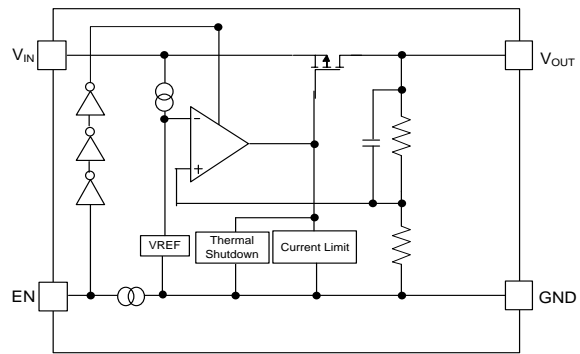 VIN
VOUT
−
+
VREF
Thermal
Shutdown
Current Limit
EN
GND